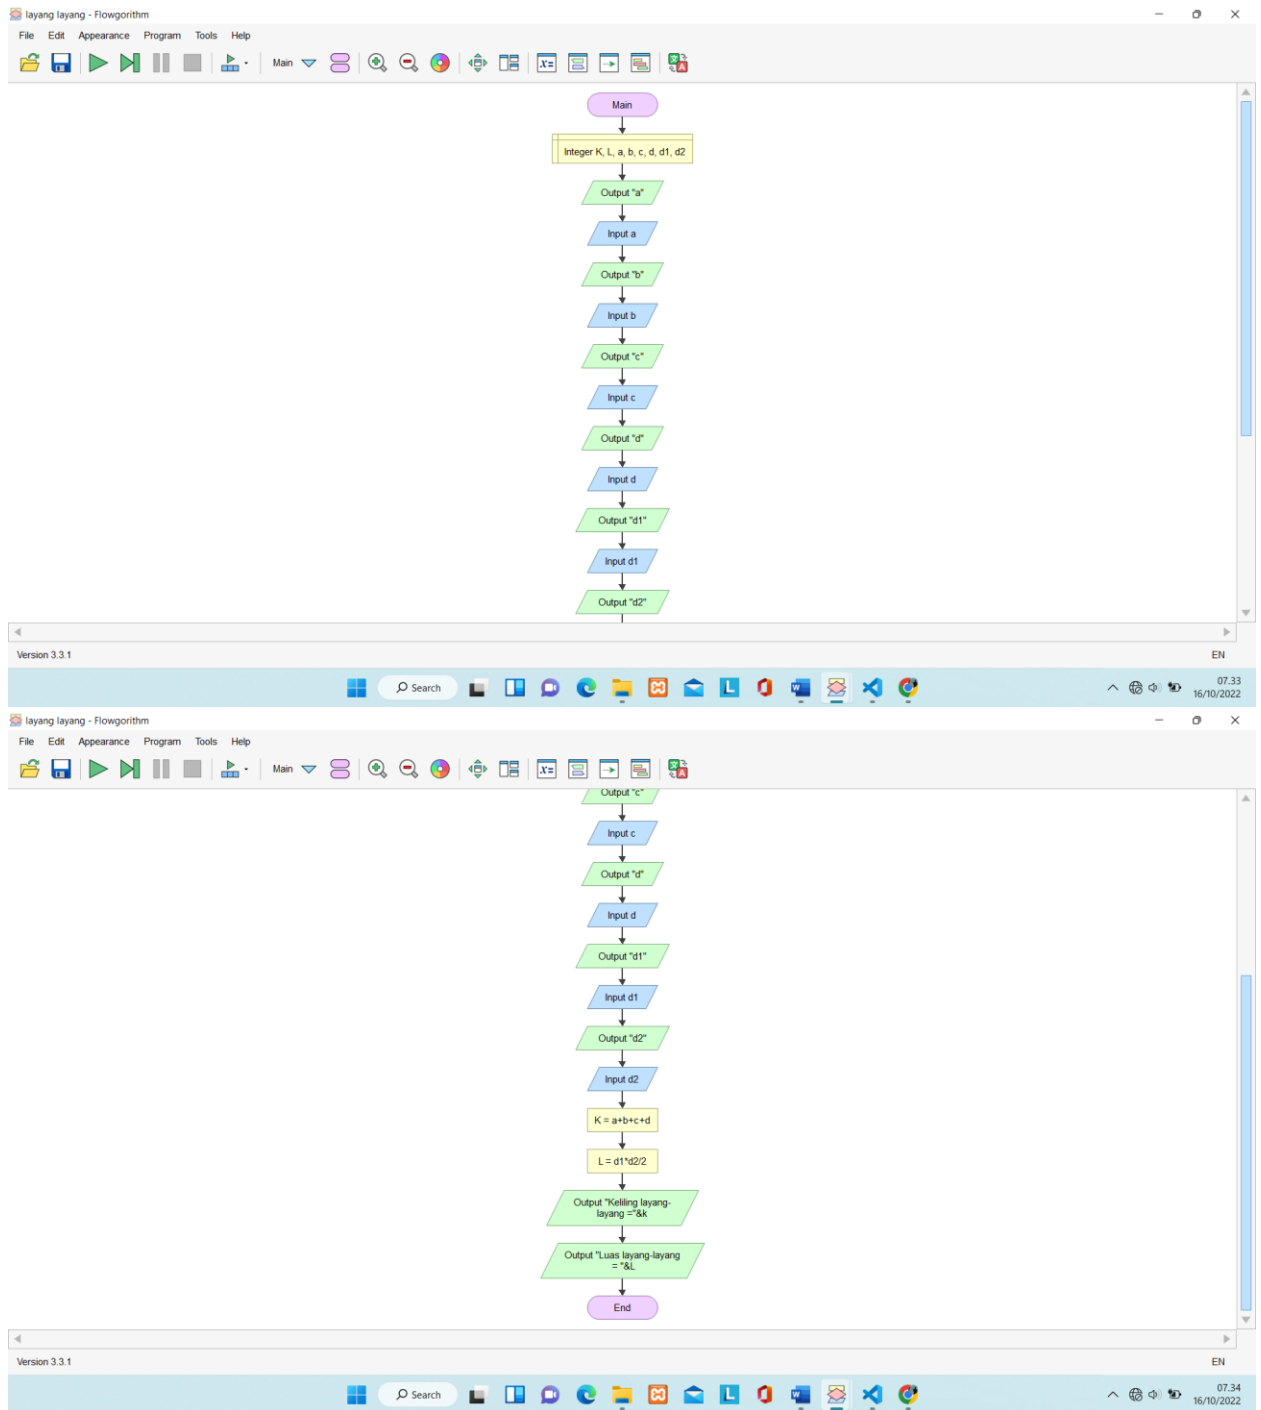 layang layang - Flowgorithm
File Edit Appearance Program Tools Help
Main
Main
Integer K, L, a, b, c, d, d1, d2
Output "a"
Input a
Output "b"
Input b
Output "c"
Input c
Output "d"
Input d
Output "d1"
Input d1
Output "d2"
Version 3.3.1
EN
Search
07.33
16/10/2022
layang layang - Flowgorithm
File Edit Appearance Program Tools Help
Main
Output "c"
Input c
Output "d"
Input d
Output "d1"
Input d1
Output "d2"
Input d2
K = a+b+c+d
L = d1*d2/2
Output "Keliling layang-
layang ="&k
Output "Luas layang-layang
= "&L
End
Version 3.3.1
EN
Search
07.34
16/10/2022